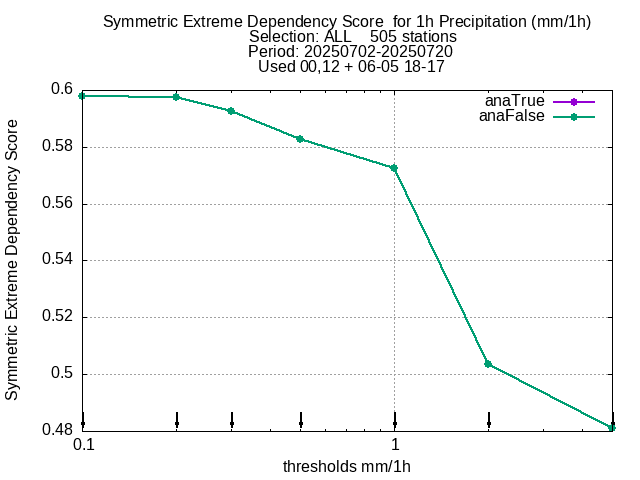 Symmetric Extreme Dependency Score  for 1h Precipitation (mm/1h)
Selection: ALL    505 stations
Period: 20250702-20250720
Used 00,12 + 06-05 18-17
anaTrue
anaFalse
0.6
0.58
0.56
0.54
0.52
0.5
0.48
Symmetric Extreme Dependency Score
0.1
1
thresholds mm/1h